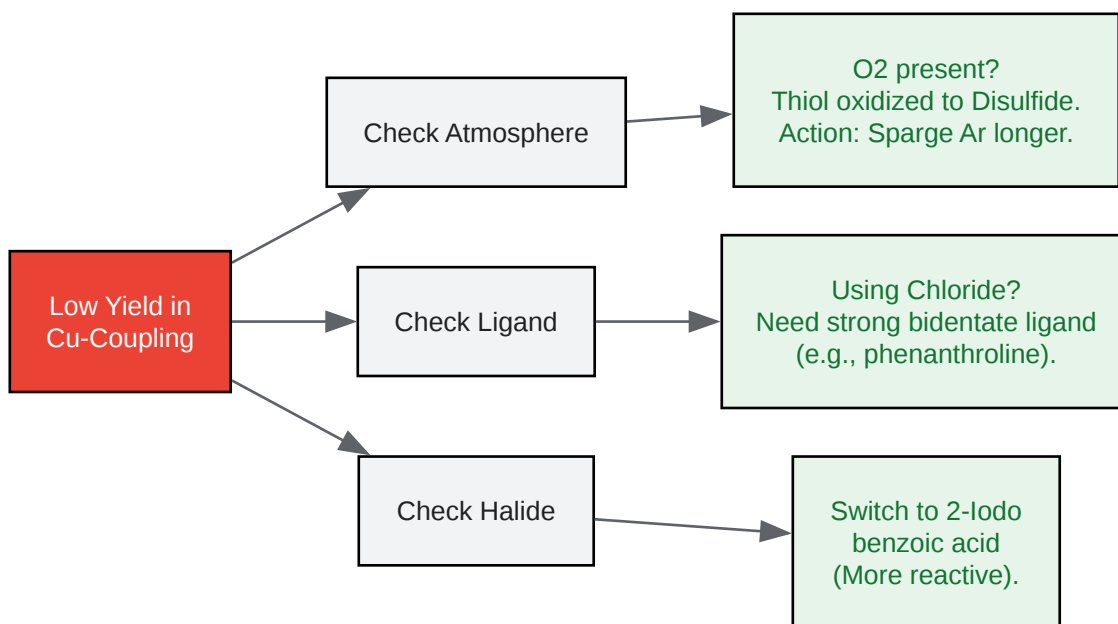 Low Yield in
Cu-Coupling
Check Atmosphere
O2 present?
Thiol oxidized to Disulfide.
Action: Sparge Ar longer.
Check Ligand
Using Chloride?
Need strong bidentate ligand
(e.g., phenanthroline).
Check Halide
Switch to 2-Iodo
benzoic acid
(More reactive).